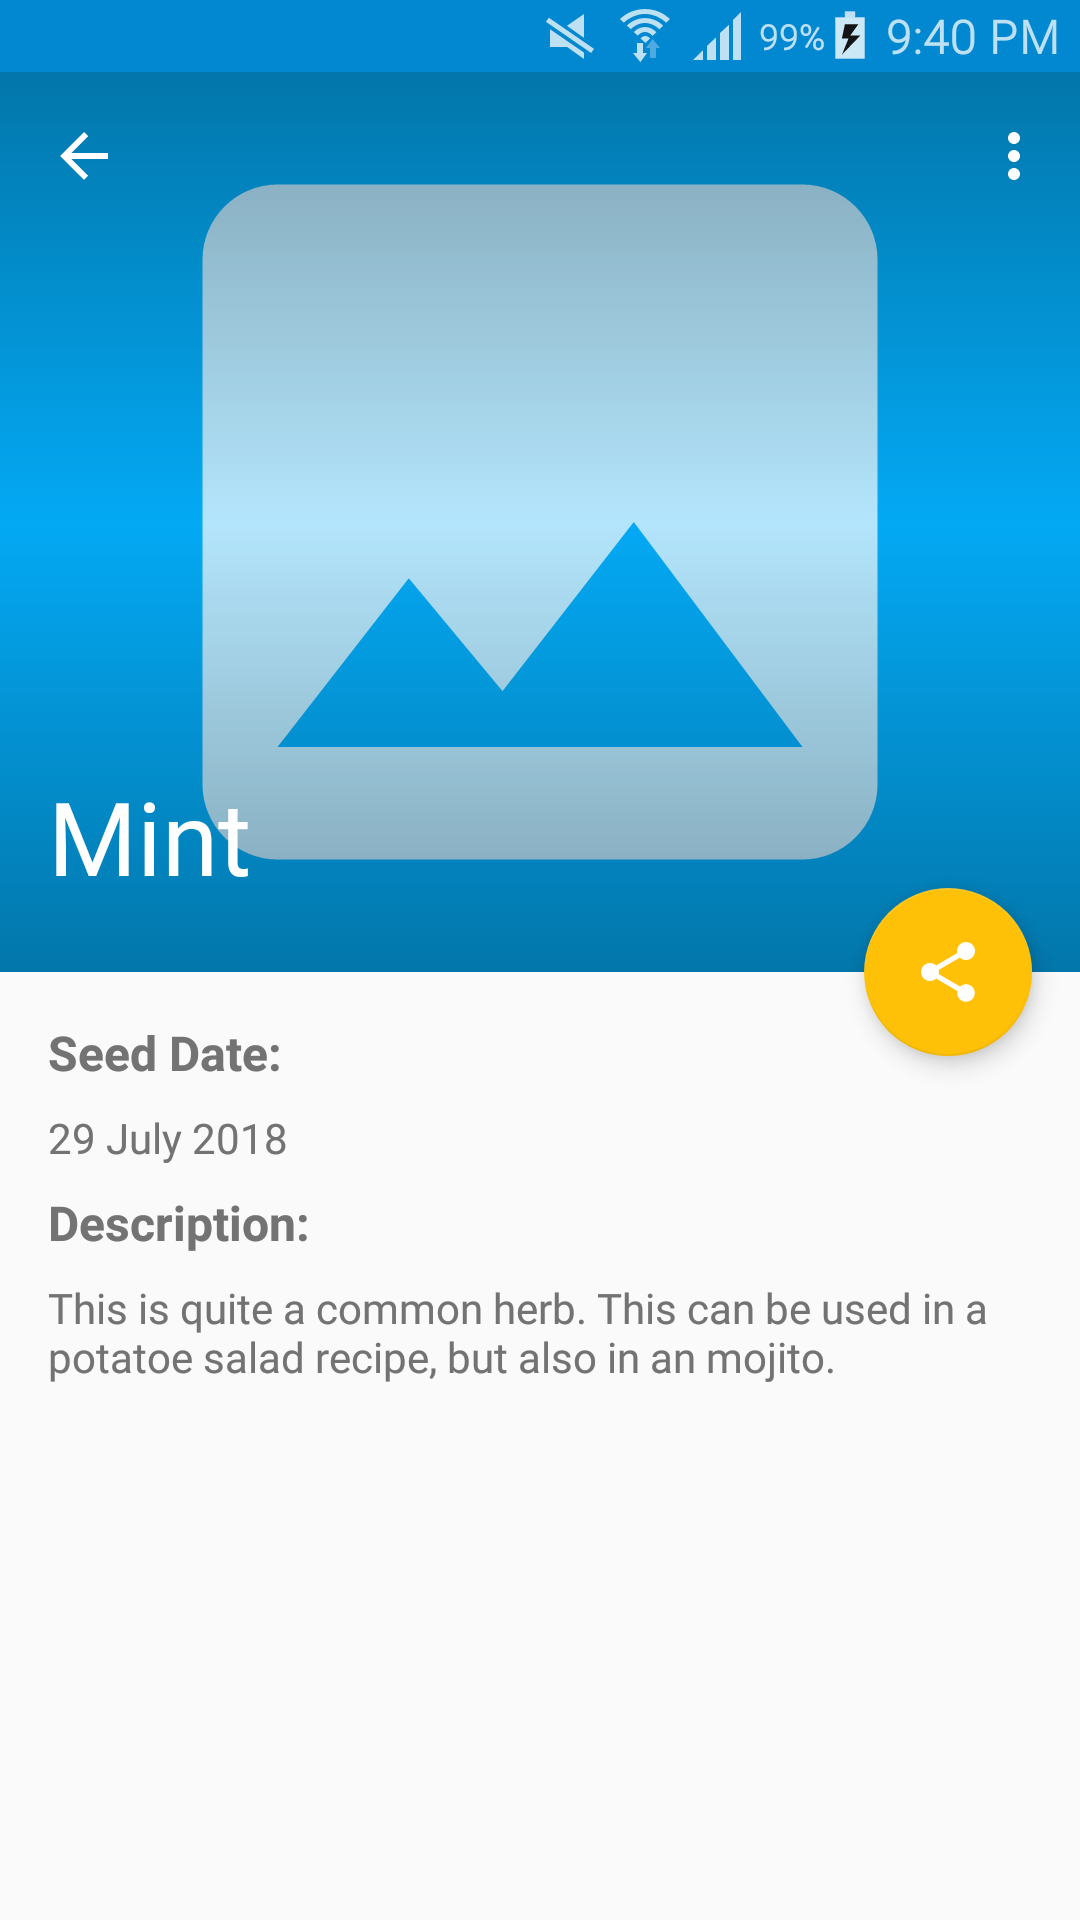 99% 9:40 PM
Mint
Seed Date:
29 July 2018
Description:
This is quite a common herb. This can be used in a
potatoe salad recipe, but also in an mojito.